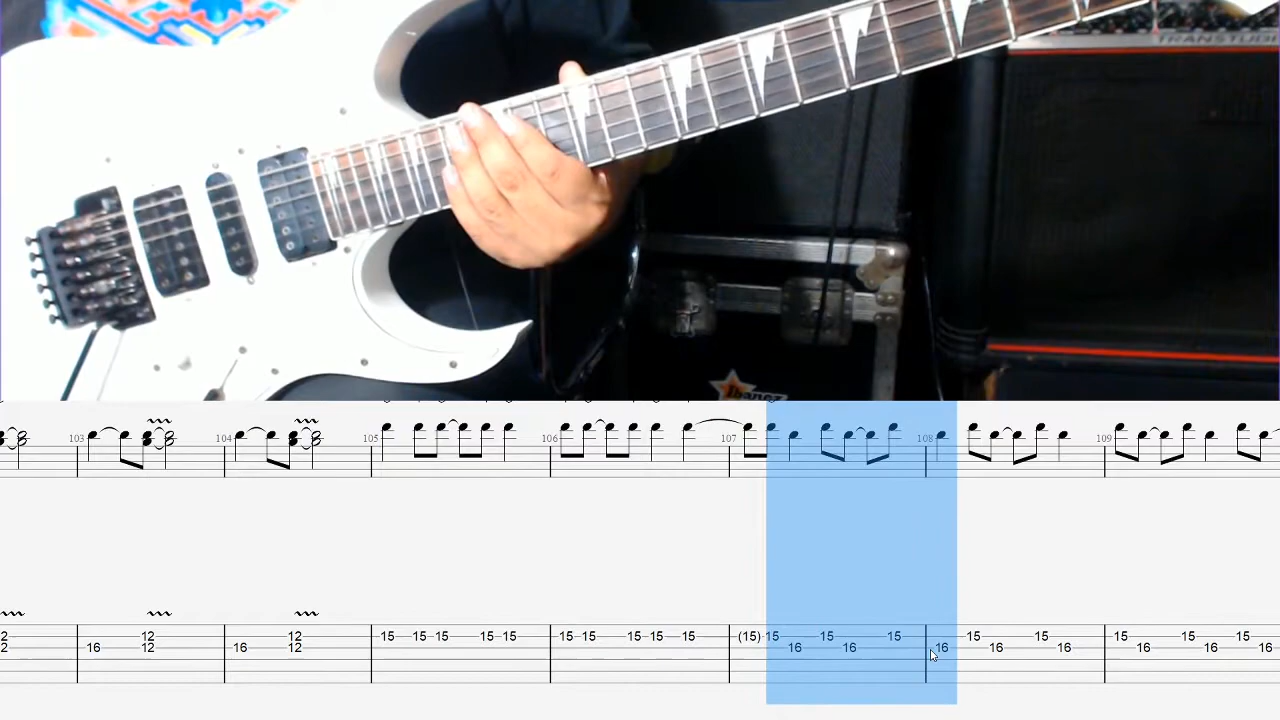 TRANSTUBE
Ibanez
103 104 105 106 107 108 109
2 12 12 15 15 15 15 15 15 15 15 15 15 (15) 15 15 15 15 15 15 15 15
2 16 12 16 12 16 16 16 16 16 16 16 16